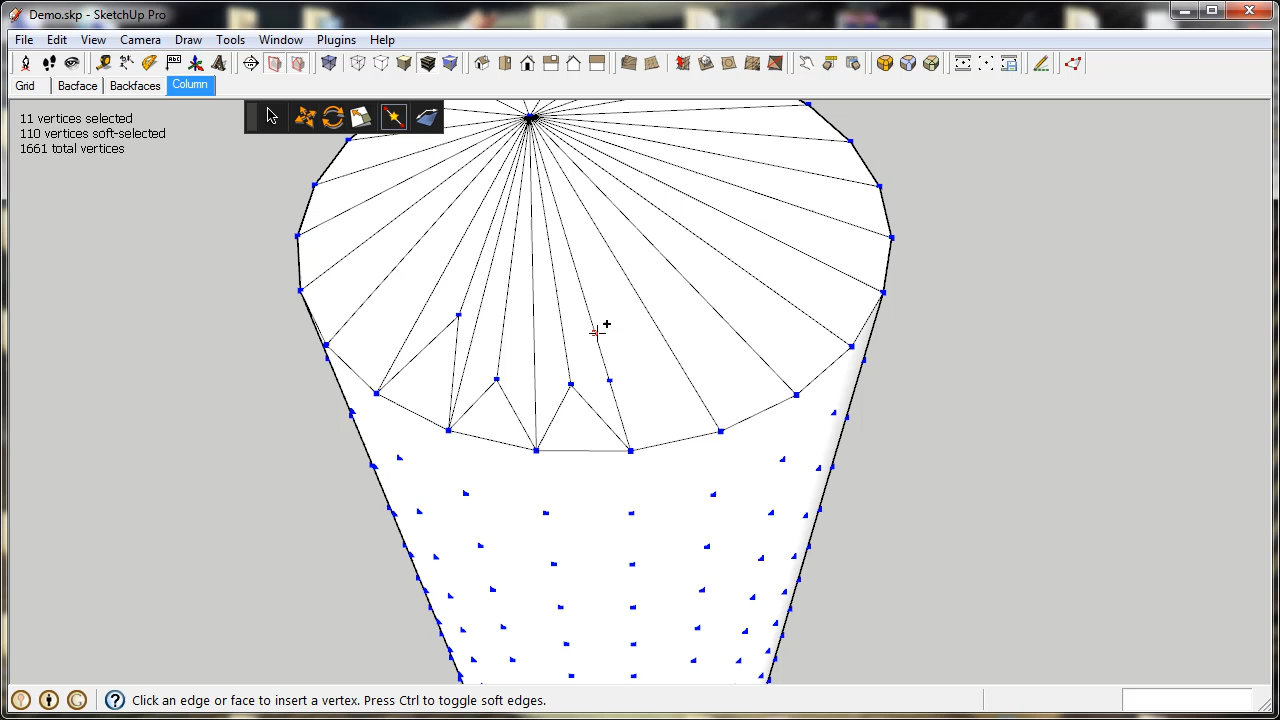 Demo.skp - SketchUp Pro
File Edit View Camera Draw Tools Window Plugins Help
Grid Bacface Backfaces Column
11 vertices selected
110 vertices soft-selected
1661 total vertices
Click an edge or face to insert a vertex. Press Ctrl to toggle soft edges.